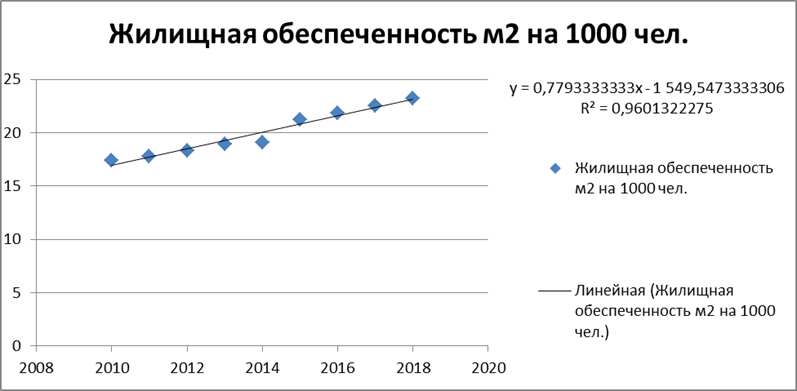 Жилищная обеспеченность м2 на 1000 чел.
25
20
15
10
5
0
2008 2010 2012 2014 2016 2018 2020
y = 0,7793333333x - 1 549,5473333306
R² = 0,9601322275
Жилищная обеспеченность
м2 на 1000 чел.
Линейная (Жилищная
обеспеченность м2 на 1000
чел.)